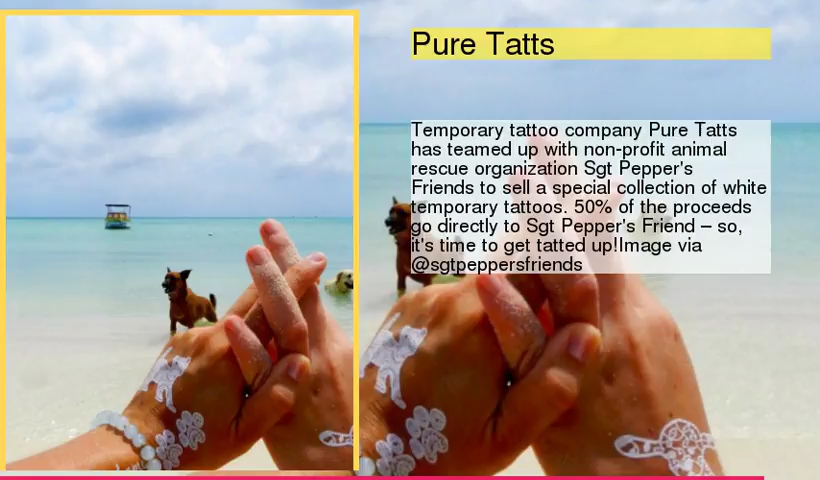 Pure Tatts
Temporary tattoo company Pure Tatts
has teamed up with non-profit animal
rescue organization Sgt Pepper's
Friends to sell a special collection of white
temporary tattoos. 50% of the proceeds
go directly to Sgt Pepper's Friend – so,
it's time to get tatted up!Image via
@sgtpeppersfriends